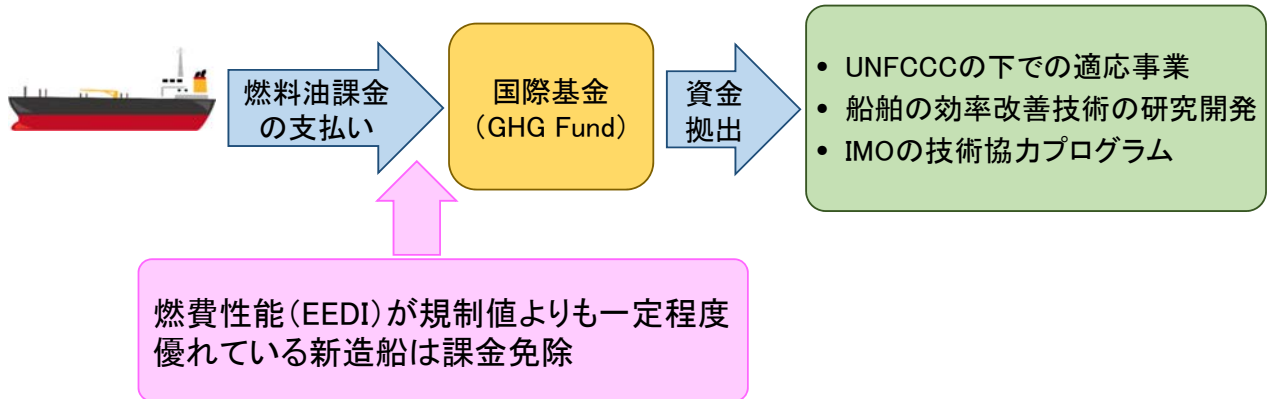 燃料油課金
の支払い
国際基金
(GHG Fund)
資金
拠出
• UNFCCCの下での適応事業
• 船舶の効率改善技術の研究開発
• IMOの技術協力プログラム
燃費性能(EEDI)が規制値よりも一定程度
優れている新造船は課金免除